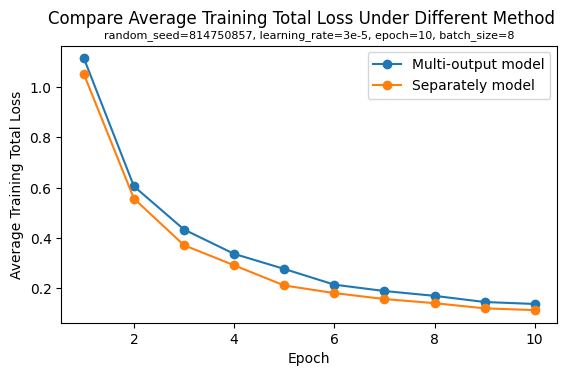 Compare Average Training Total Loss Under Different Method
random_seed=814750857, learning_rate=3e-5, epoch=10, batch_size=8
Multi-output model
Separately model
Average Training Total Loss
1.0
0.8
0.6
0.4
0.2
2 4 6 8 10
Epoch